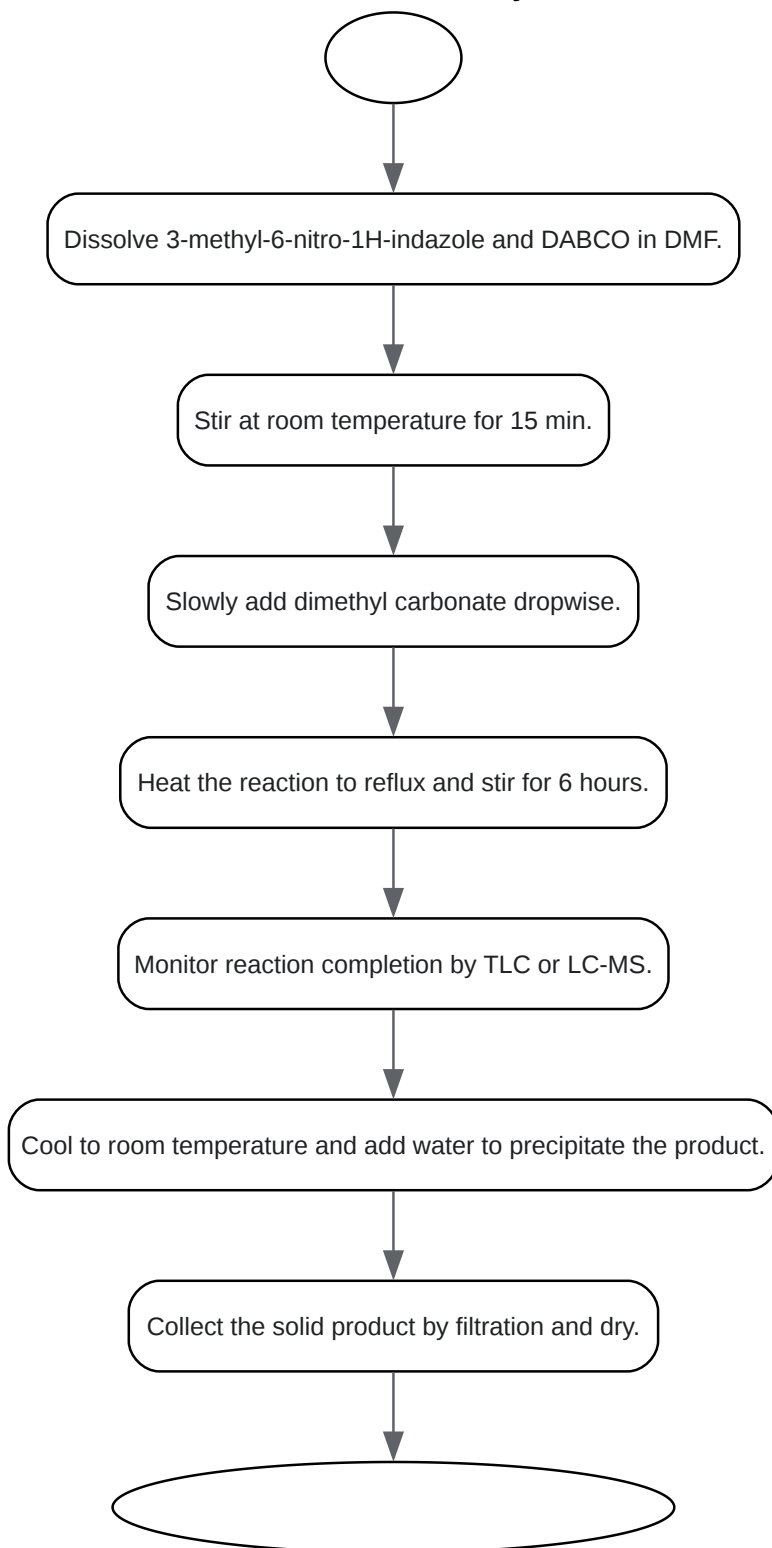 Dissolve 3-methyl-6-nitro-1H-indazole and DABCO in DMF.
Stir at room temperature for 15 min.
Slowly add dimethyl carbonate dropwise.
Heat the reaction to reflux and stir for 6 hours.
Monitor reaction completion by TLC or LC-MS.
Cool to room temperature and add water to precipitate the product.
Collect the solid product by filtration and dry.